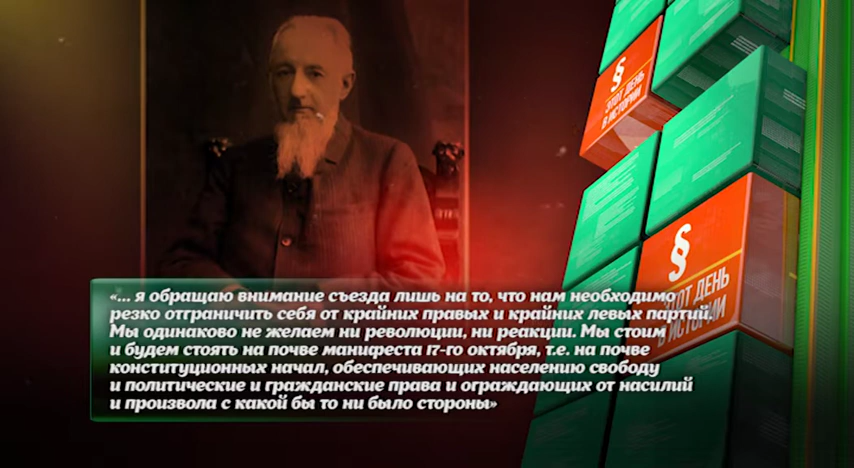 §
ЭТОТ ДЕНЬ
В ИСТОРИИ
§
ЭТОТ ДЕНЬ
В ИСТОРИИ
«... я обращаю внимание съезда лишь на то, что нам необходимо
резко отграничить себя от крайних правых и крайних левых партий.
Мы одинаково не желаем ни революции, ни реакции. Мы стоим
и будем стоять на почве манифеста 17-го октября, т.е. на почве
конституционных начал, обеспечивающих населению свободу
и политические и гражданские права и ограждающих от насилий
и произвола с какой бы то ни было стороны»